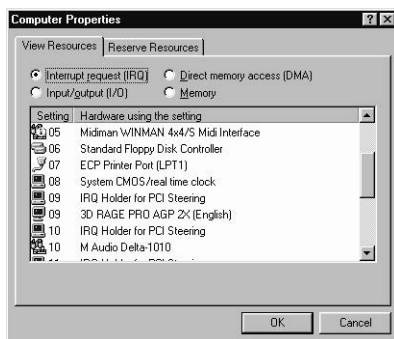 Computer Properties
View Resources Reserve Resources
Interrupt request (IRQ) Direct memory access (DMA)
Input/output (I/O) Memory
Setting Hardware using the setting
05 Midiman WINMAN 4x4/S Midi Interface
06 Standard Floppy Disk Controller
07 ECP Printer Port (LPT1)
08 System CMOS/real time clock
09 IRQ Holder for PCI Steering
09 3D RAGE PRO AGP 2X (English)
10 IRQ Holder for PCI Steering
10 M Audio Delta-1010
OK Cancel